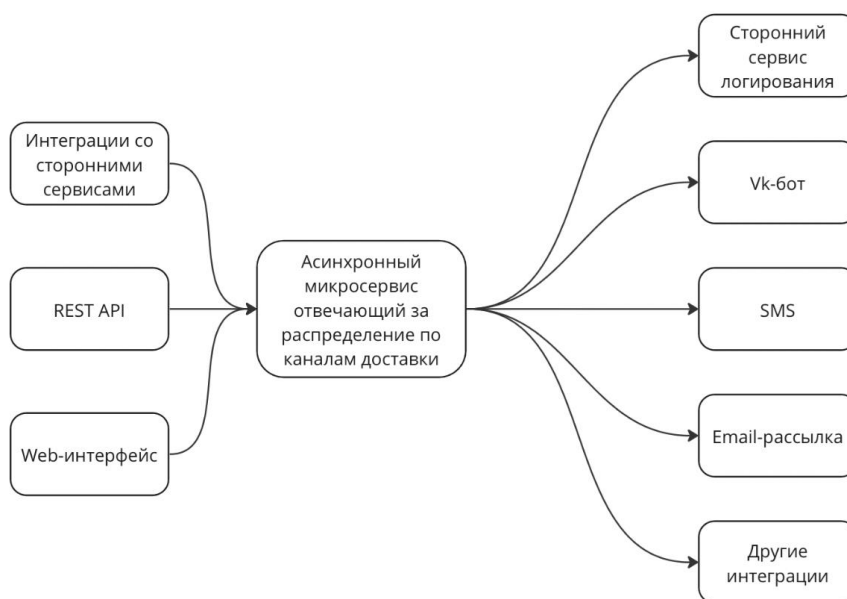 Сторонний
сервис
логирования
Интеграции со
сторонними
сервисами
Vk-бот
Асинхронный
микросервис
отвечающий за
распределение по
каналам доставки
REST API
SMS
Web-интерфейс
Email-рассылка
Другие
интеграции